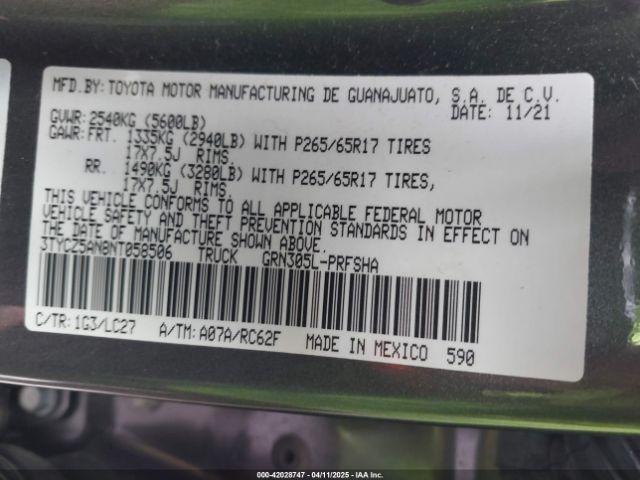 MFD.BY:TOYOTA MOTOR MANUFACTURING DE GUANAJUATO, S.A. DE C.V.
GVWR:2540KG (5600LB) DATE: 11/21
GAWR:FRT. 1335KG (2940LB) WITH P265/65R17 TIRES
17X7.5J RIMS.
RR. 1490KG (3280LB) WITH P265/65R17 TIRES,
17X7.5J RIMS.
THIS VEHICLE CONFORMS TO ALL APPLICABLE FEDERAL MOTOR
VEHICLE SAFETY AND THEFT PREVENTION STANDARDS IN EFFECT ON
THE DATE OF MANUFACTURE SHOWN ABOVE.
3TYCZ5AN8NT058506 TRUCK GRN305L-PRFSHA
C/TR:1G3/LC27 A/TM:A07A/RC62F MADE IN MEXICO 590
000-42028747 - 04/11/2025 - IAAI.CA